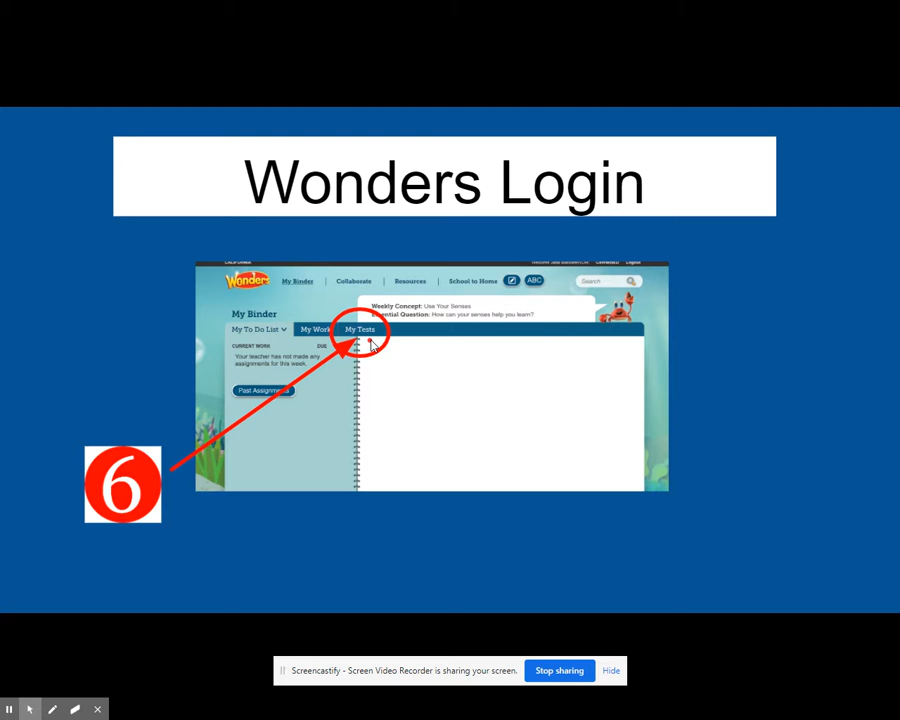 Wonders Login
CALIFORNIA
Logout
Wonders My Binder Collaborate Resources School to Home ABC Search
Weekly Concept: Use Your Senses
Essential Question: How can your senses help you learn?
My Binder
My To Do List My Work My Tests
CURRENT WORK DUE
Your teacher has not made any
assignments for this week.
Past Assignments
6
Screencastify - Screen Video Recorder is sharing your screen. Stop sharing Hide